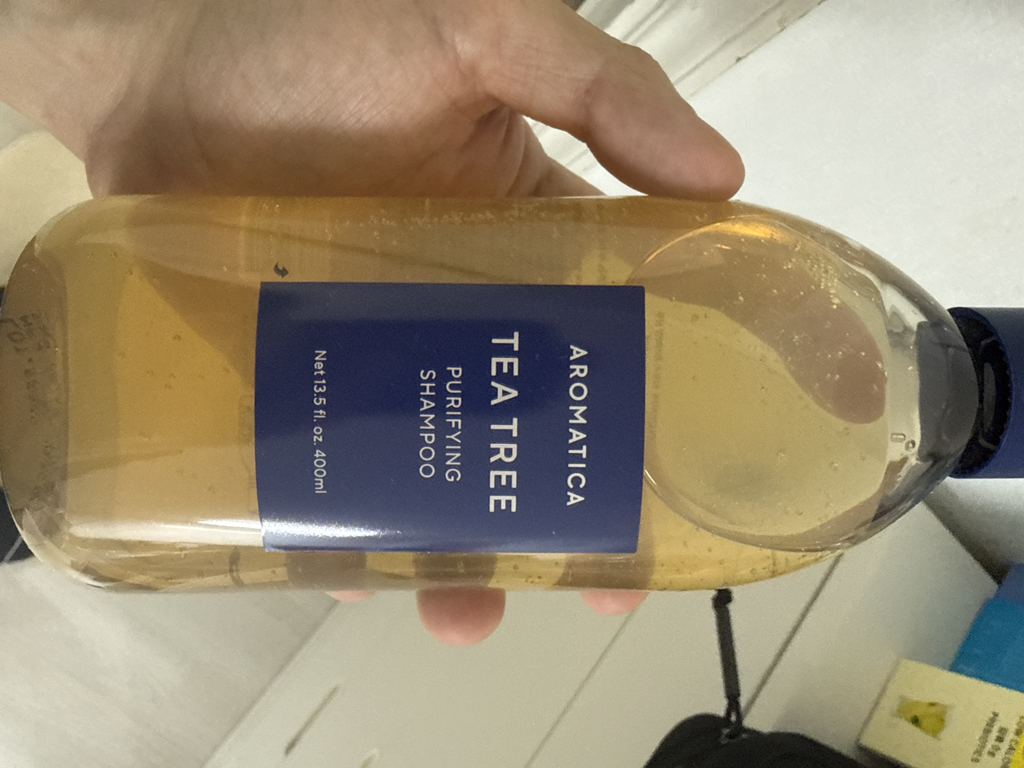 AROMATICA
TEA TREE
PURIFYING
SHAMPOO
Net 13.5 fl. oz. 400ml